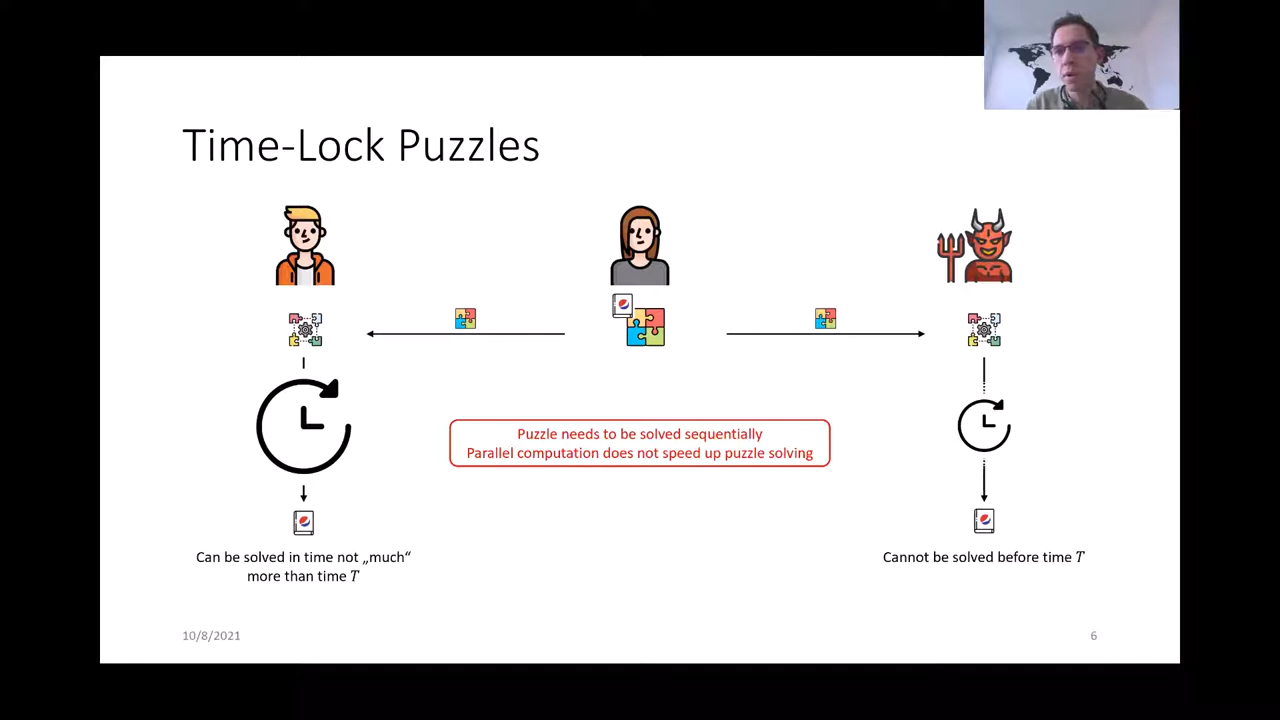 Time-Lock Puzzles
Puzzle needs to be solved sequentially
Parallel computation does not speed up puzzle solving
Can be solved in time not „much“
more than time T
Cannot be solved before time T
10/8/2021
6